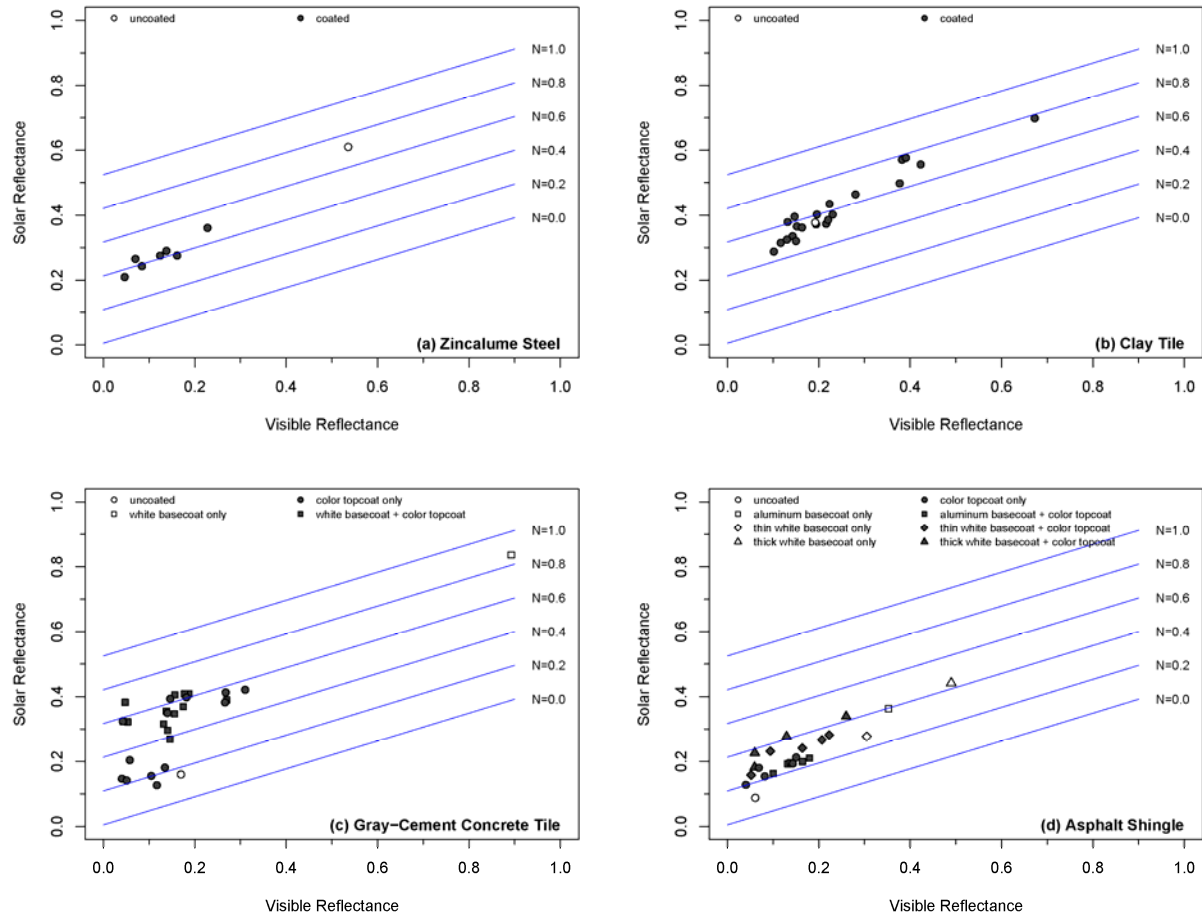 uncoated coated
1.0
N=1.0
0.8
N=0.8
N=0.6
0.6
N=0.4
N=0.2
0.4
N=0.0
0.2
0.0
Solar Reflectance
(a) Zincalume Steel
0.0 0.2 0.4 0.6 0.8 1.0
Visible Reflectance
uncoated coated
1.0
N=1.0
0.8
N=0.8
N=0.6
0.6
N=0.4
N=0.2
0.4
N=0.0
0.2
0.0
Solar Reflectance
(b) Clay Tile
0.0 0.2 0.4 0.6 0.8 1.0
Visible Reflectance
uncoated color topcoat only
white basecoat only white basecoat + color topcoat
1.0
N=1.0
0.8
N=0.8
N=0.6
0.6
N=0.4
N=0.2
0.4
N=0.0
0.2
0.0
Solar Reflectance
(c) Gray−Cement Concrete Tile
0.0 0.2 0.4 0.6 0.8 1.0
Visible Reflectance
uncoated color topcoat only
aluminum basecoat only aluminum basecoat + color topcoat
thin white basecoat only thin white basecoat + color topcoat
thick white basecoat only thick white basecoat + color topcoat
1.0
N=1.0
0.8
N=0.8
N=0.6
0.6
N=0.4
N=0.2
0.4
N=0.0
0.2
0.0
Solar Reflectance
(d) Asphalt Shingle
0.0 0.2 0.4 0.6 0.8 1.0
Visible Reflectance